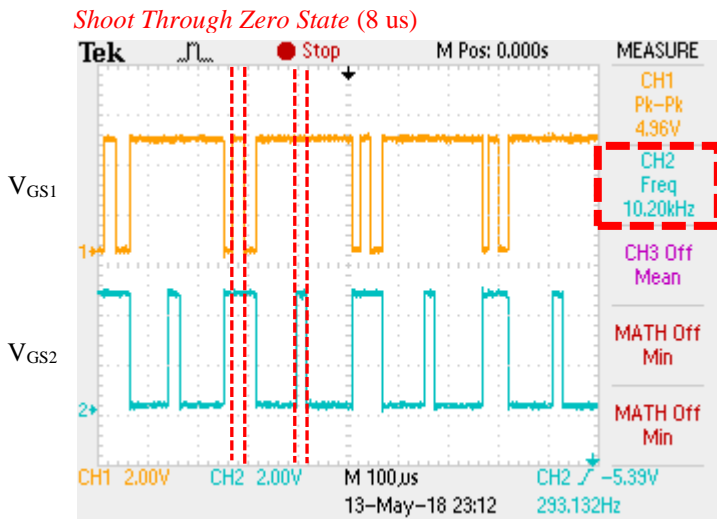 Shoot Through Zero State (8 us)
Tek Stop M Pos: 0.000s MEASURE
CH1
Pk-Pk
4.96V
CH2
Freq
10.20kHz
CH3 Off
Mean
MATH Off
Min
MATH Off
Min
VGS1
1
VGS2
2
CH1 2.00V CH2 2.00V M 100µs CH2 -5.39V
13-May-18 23:12 293.132Hz